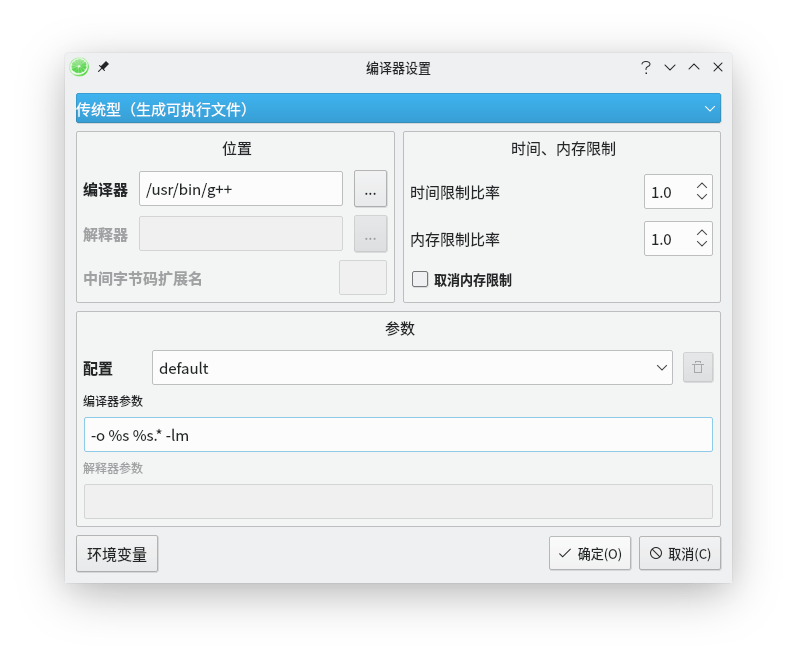 编译器设置
传统型（生成可执行文件）
位置
编译器 /usr/bin/g++ ...
解释器 ...
中间字节码扩展名
时间、内存限制
时间限制比率 1.0
内存限制比率 1.0
取消内存限制
参数
配置 default
编译器参数
-o %s %s.* -lm
解释器参数
环境变量 确定(O) 取消(C)